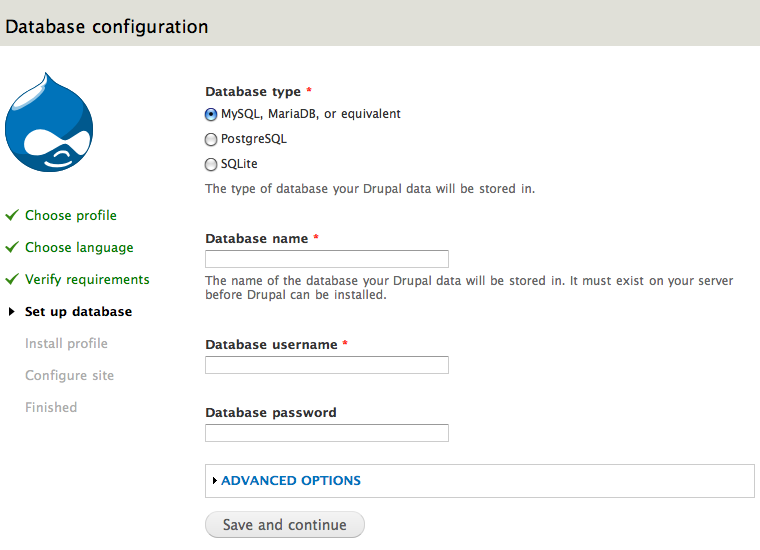 Database configuration
Choose profile
Choose language
Verify requirements
Set up database
Install profile
Configure site
Finished
Database type *
MySQL, MariaDB, or equivalent
PostgreSQL
SQLite
The type of database your Drupal data will be stored in.
Database name *
The name of the database your Drupal data will be stored in. It must exist on your server
before Drupal can be installed.
Database username *
Database password
ADVANCED OPTIONS
Save and continue